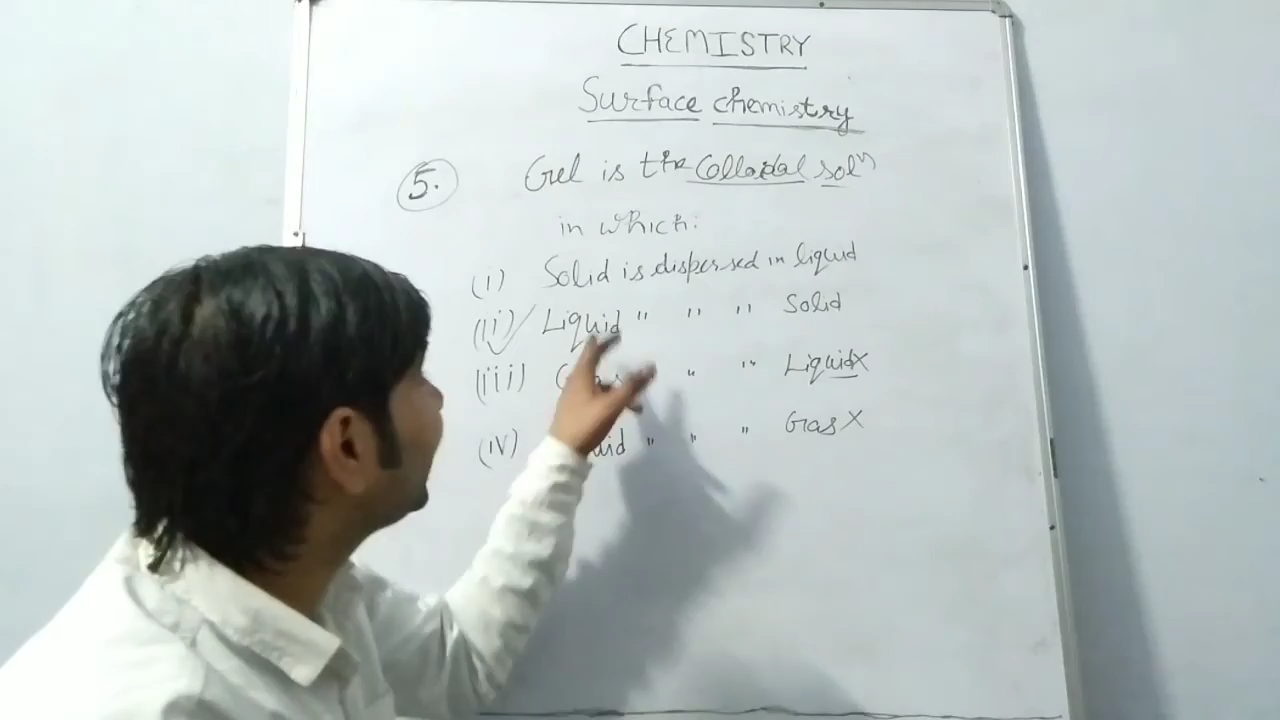 CHEMISTRY
Surface chemistry
5. Gel is the Colloidal solⁿ
in which:
(i) Solid is dispersed in liquid
(ii) Liquid " " " Solid
(iii) " " Liquid X
(iv) " " " Gas X